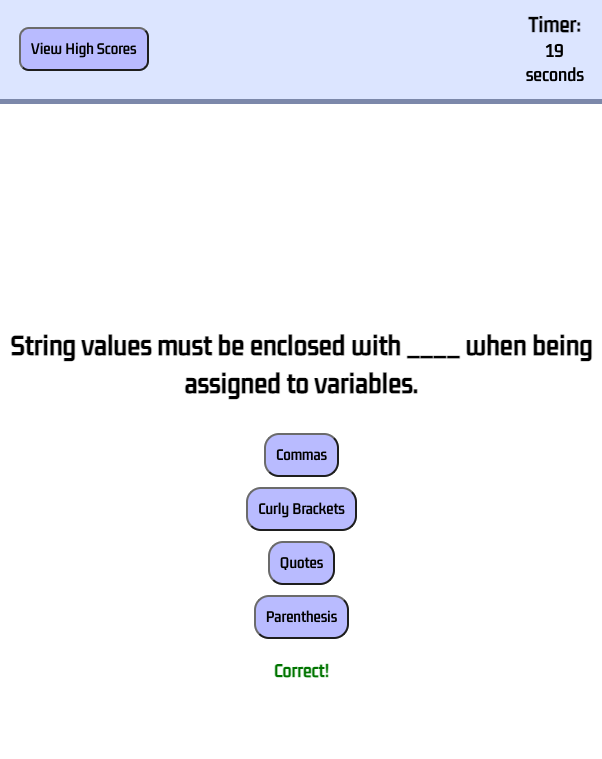 View High Scores
Timer:
19
seconds
String values must be enclosed with ____ when being
assigned to variables.
Commas
Curly Brackets
Quotes
Parenthesis
Correct!